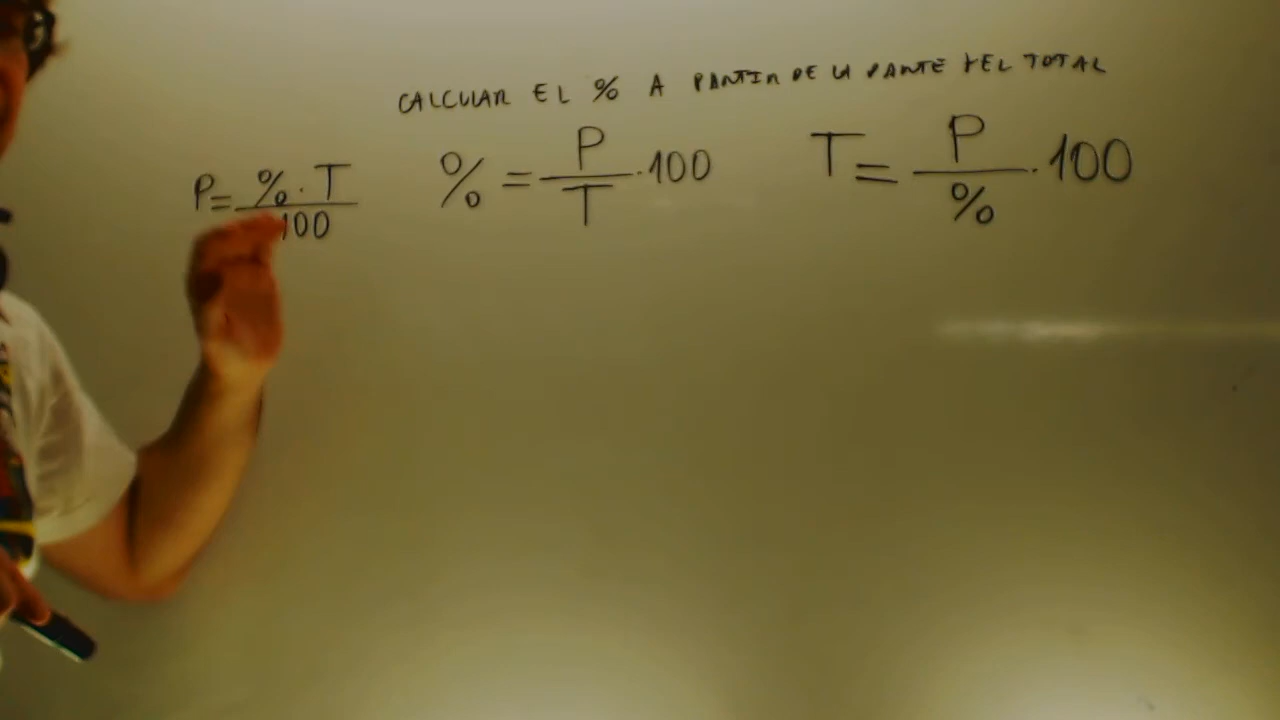 CALCULAR EL % A PARTIR DE LA PARTE Y EL TOTAL
P = % · T / 100
% = P / T · 100
T = P / % · 100